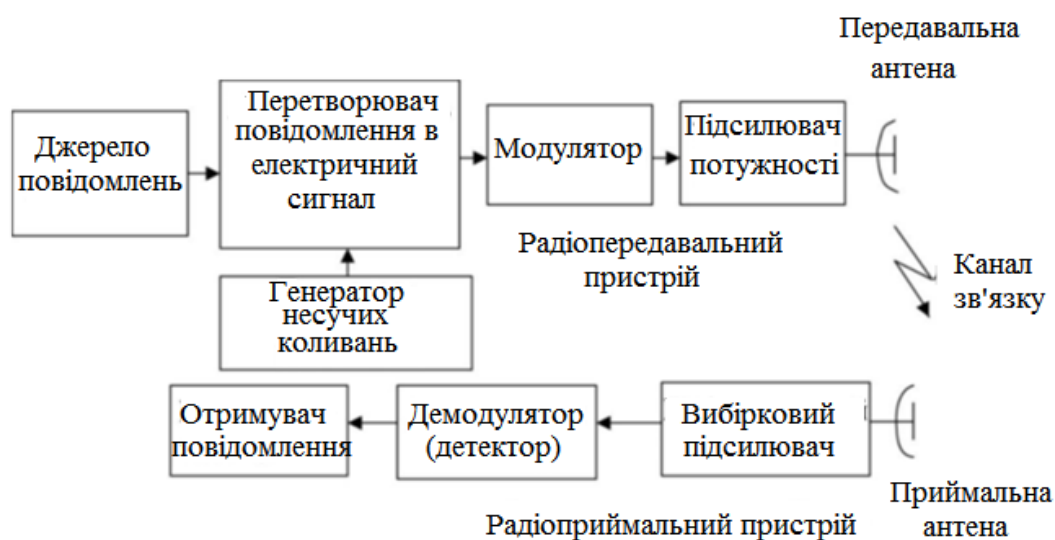 Передавальна
антена
Джерело
повідомлень
Перетворювач
повідомлення в
електричний
сигнал
Модулятор
Підсилювач
потужності
Радіопередавальний
пристрій
Канал
зв'язку
Генератор
несучих
коливань
Отримувач
повідомлення
Демодулятор
(детектор)
Вибірковий
підсилювач
Приймальна
антена
Радіоприймальний пристрій